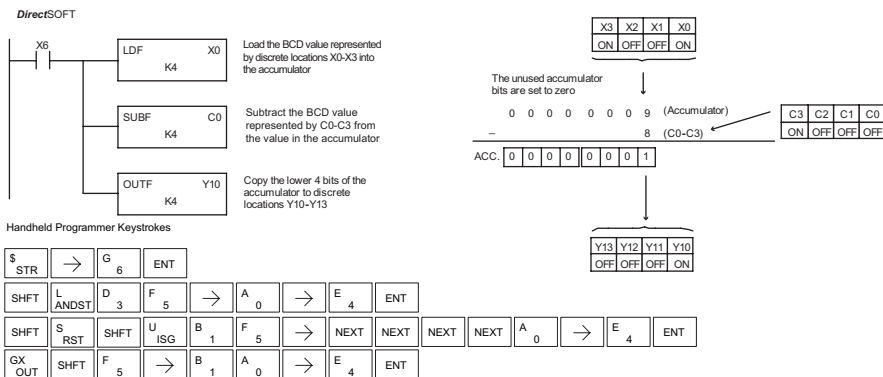 DirectSOFT
X6
LDF X0
K4
Load the BCD value represented
by discrete locations X0-X3 into
the accumulator
SUBF C0
K4
Subtract the BCD value
represented by C0-C3 from
the value in the accumulator
OUTF Y10
K4
Copy the lower 4 bits of the
accumulator to discrete
locations Y10-Y13
X3 X2 X1 X0
ON OFF OFF ON
The unused accumulator
bits are set to zero
0 0 0 0 0 0 0 9 (Accumulator)
– 8 (C0-C3)
C3 C2 C1 C0
ON OFF OFF OFF
ACC. 0 0 0 0 0 0 0 1
Y13 Y12 Y11 Y10
OFF OFF OFF ON
Handheld Programmer Keystrokes
$ STR → G 6 ENT
SHFT L ANDST D 3 F 5 → A 0 → E 4 ENT
SHFT S RST SHFT U ISG B 1 F 5 → NEXT NEXT NEXT NEXT A 0 → E 4 ENT
GX OUT SHFT F 5 → B 1 A 0 → E 4 ENT